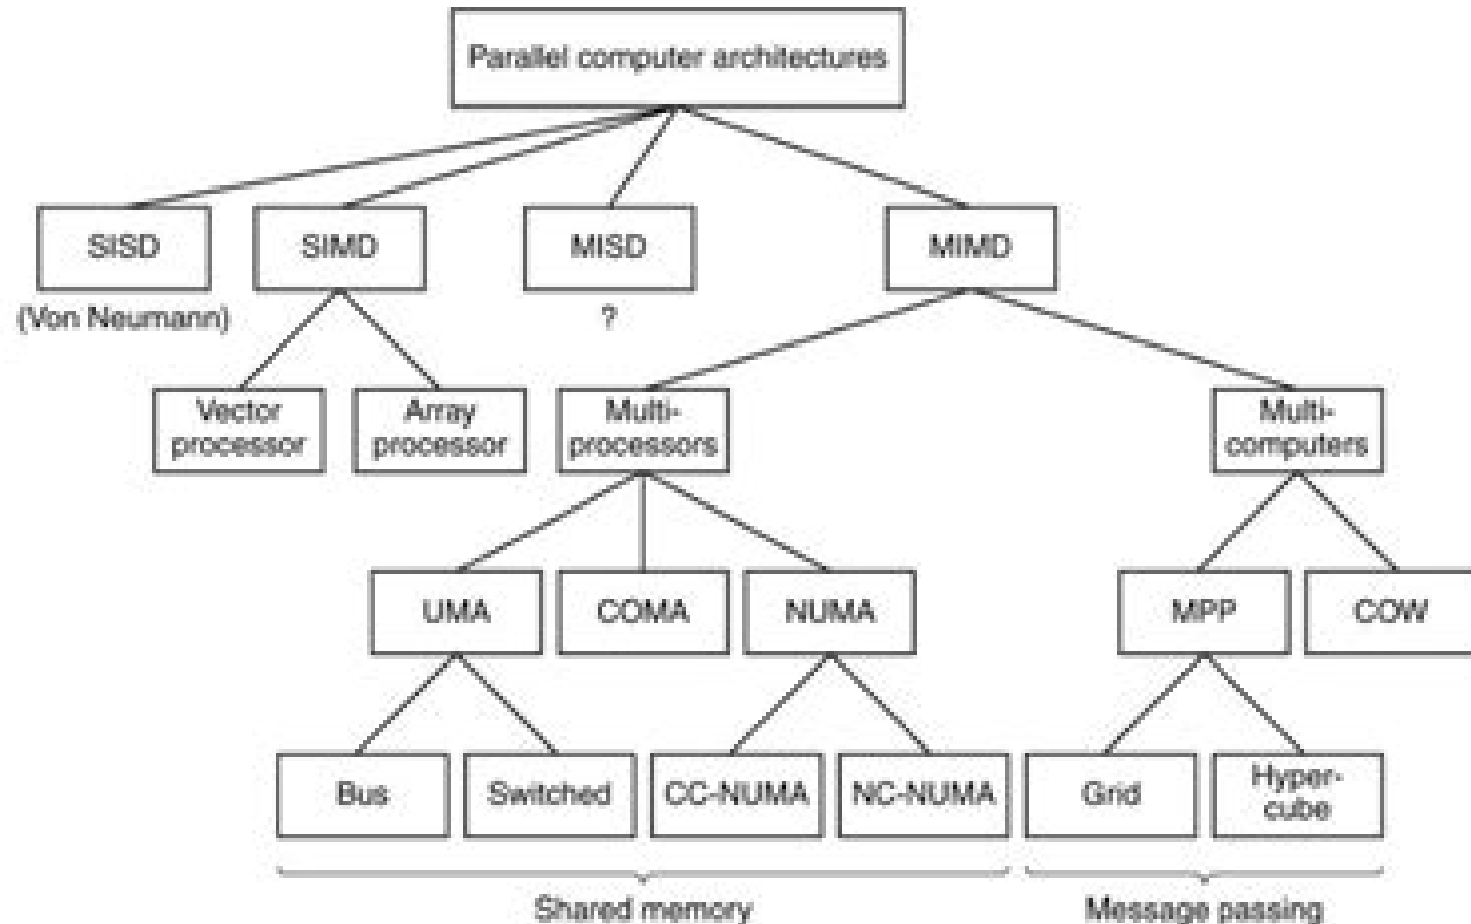 Parallel computer architectures
SISD
SIMD
MISD
MIMD
(Von Neumann)
?
Vector
processor
Array
processor
Multi-
processors
Multi-
computers
UMA
COMA
NUMA
MPP
COW
Bus
Switched
CC-NUMA
NC-NUMA
Grid
Hyper-
cube
Shared memory
Message passing